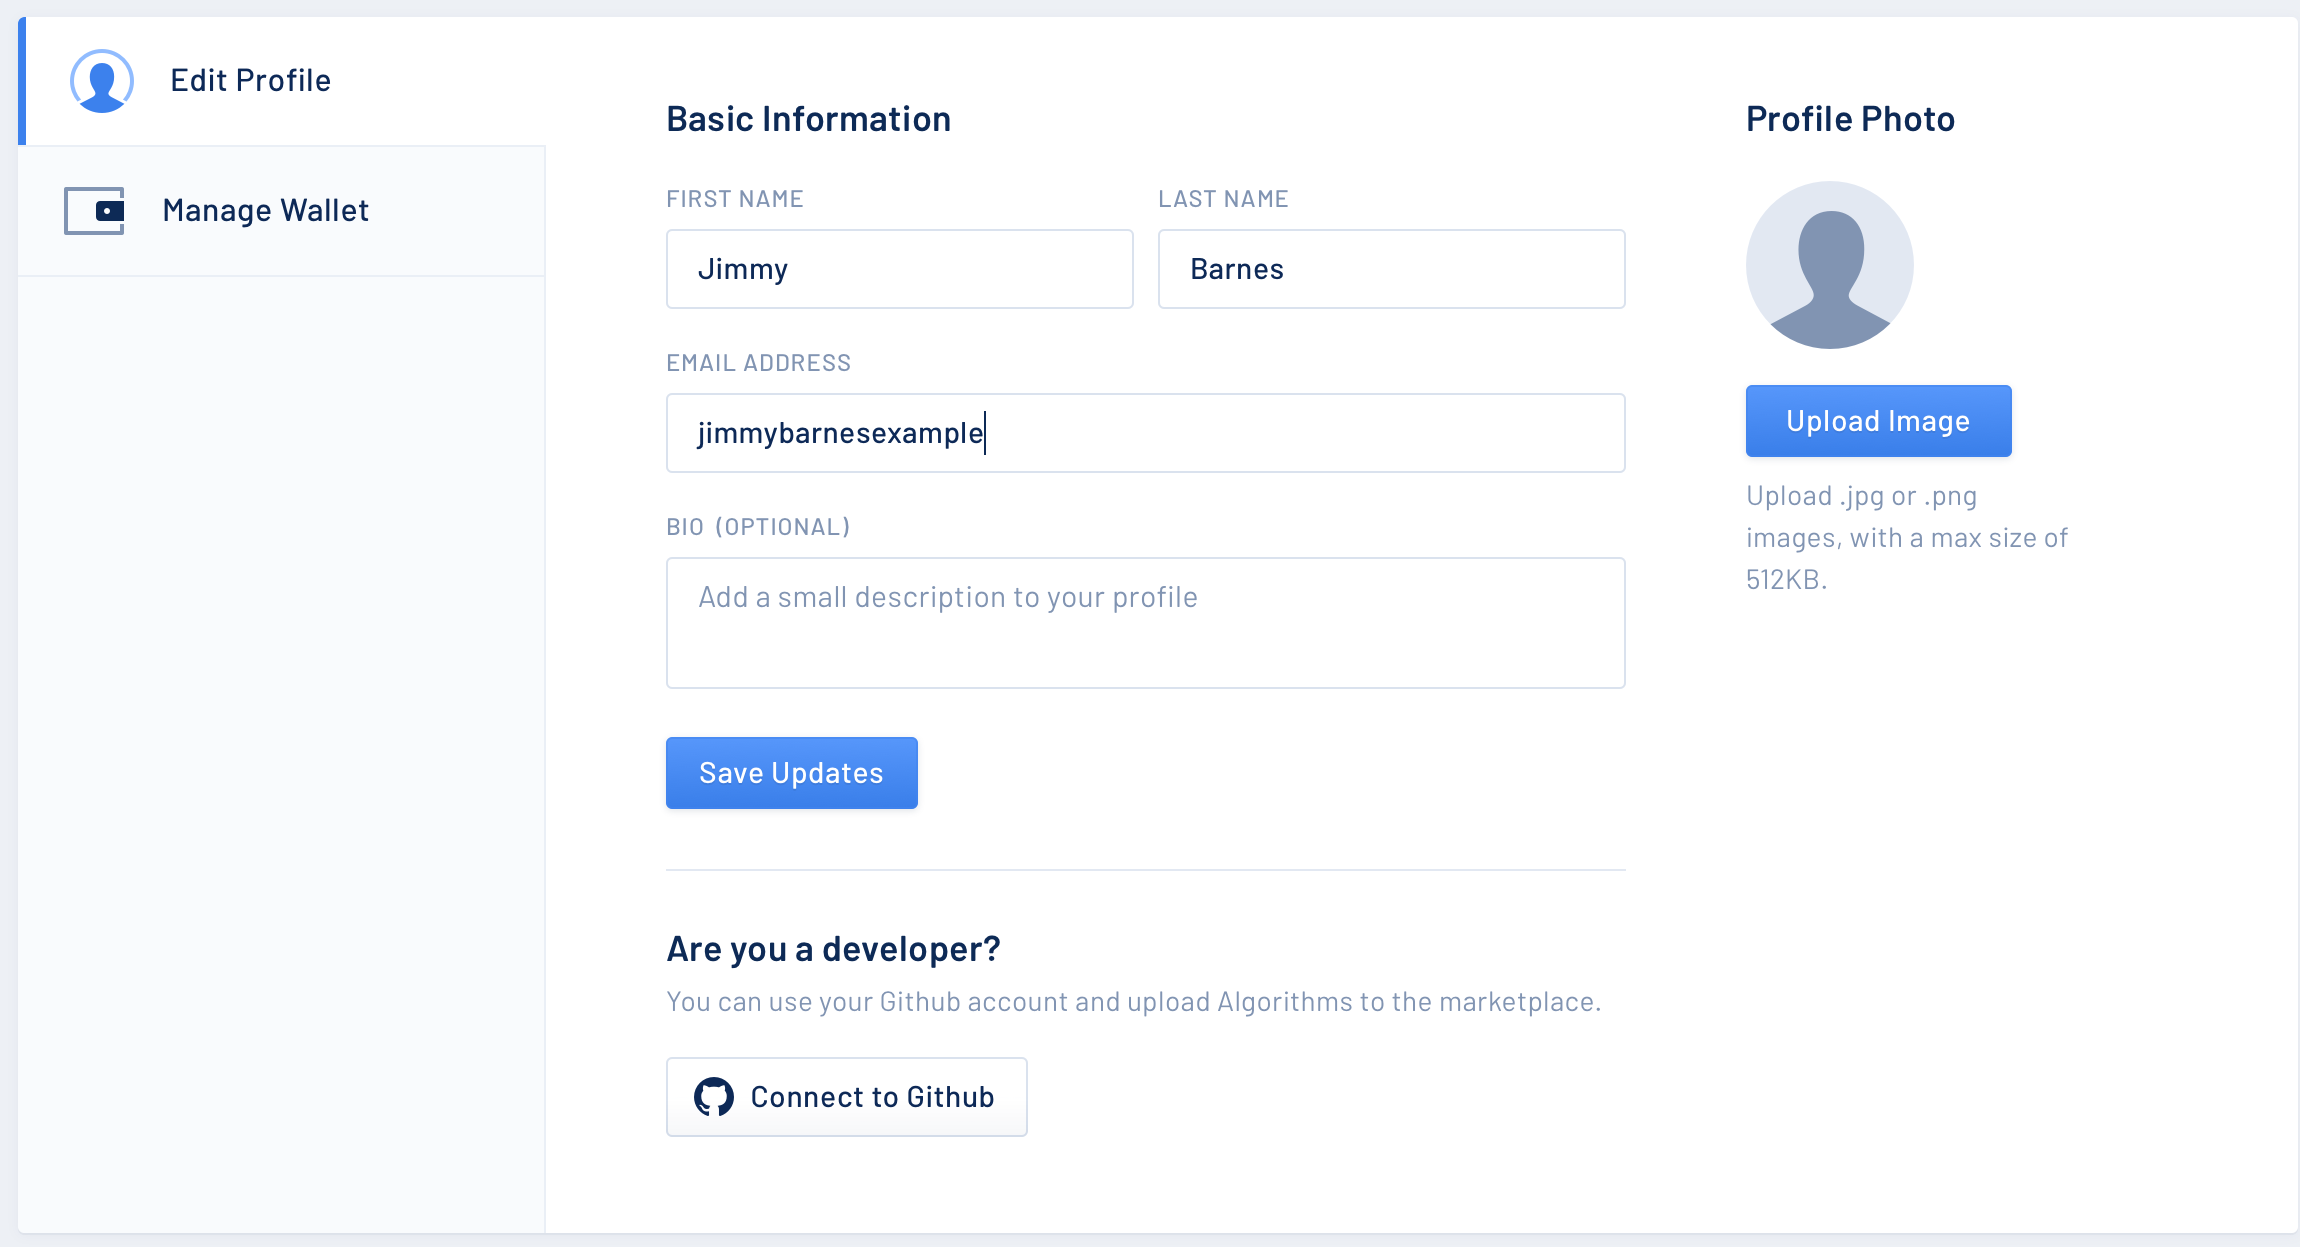 Edit Profile
Manage Wallet
Basic Information
FIRST NAME
LAST NAME
Jimmy
Barnes
EMAIL ADDRESS
jimmybarnesexample
BIO (OPTIONAL)
Add a small description to your profile
Save Updates
Are you a developer?
You can use your Github account and upload Algorithms to the marketplace.
Connect to Github
Profile Photo
Upload Image
Upload .jpg or .png
images, with a max size of
512KB.